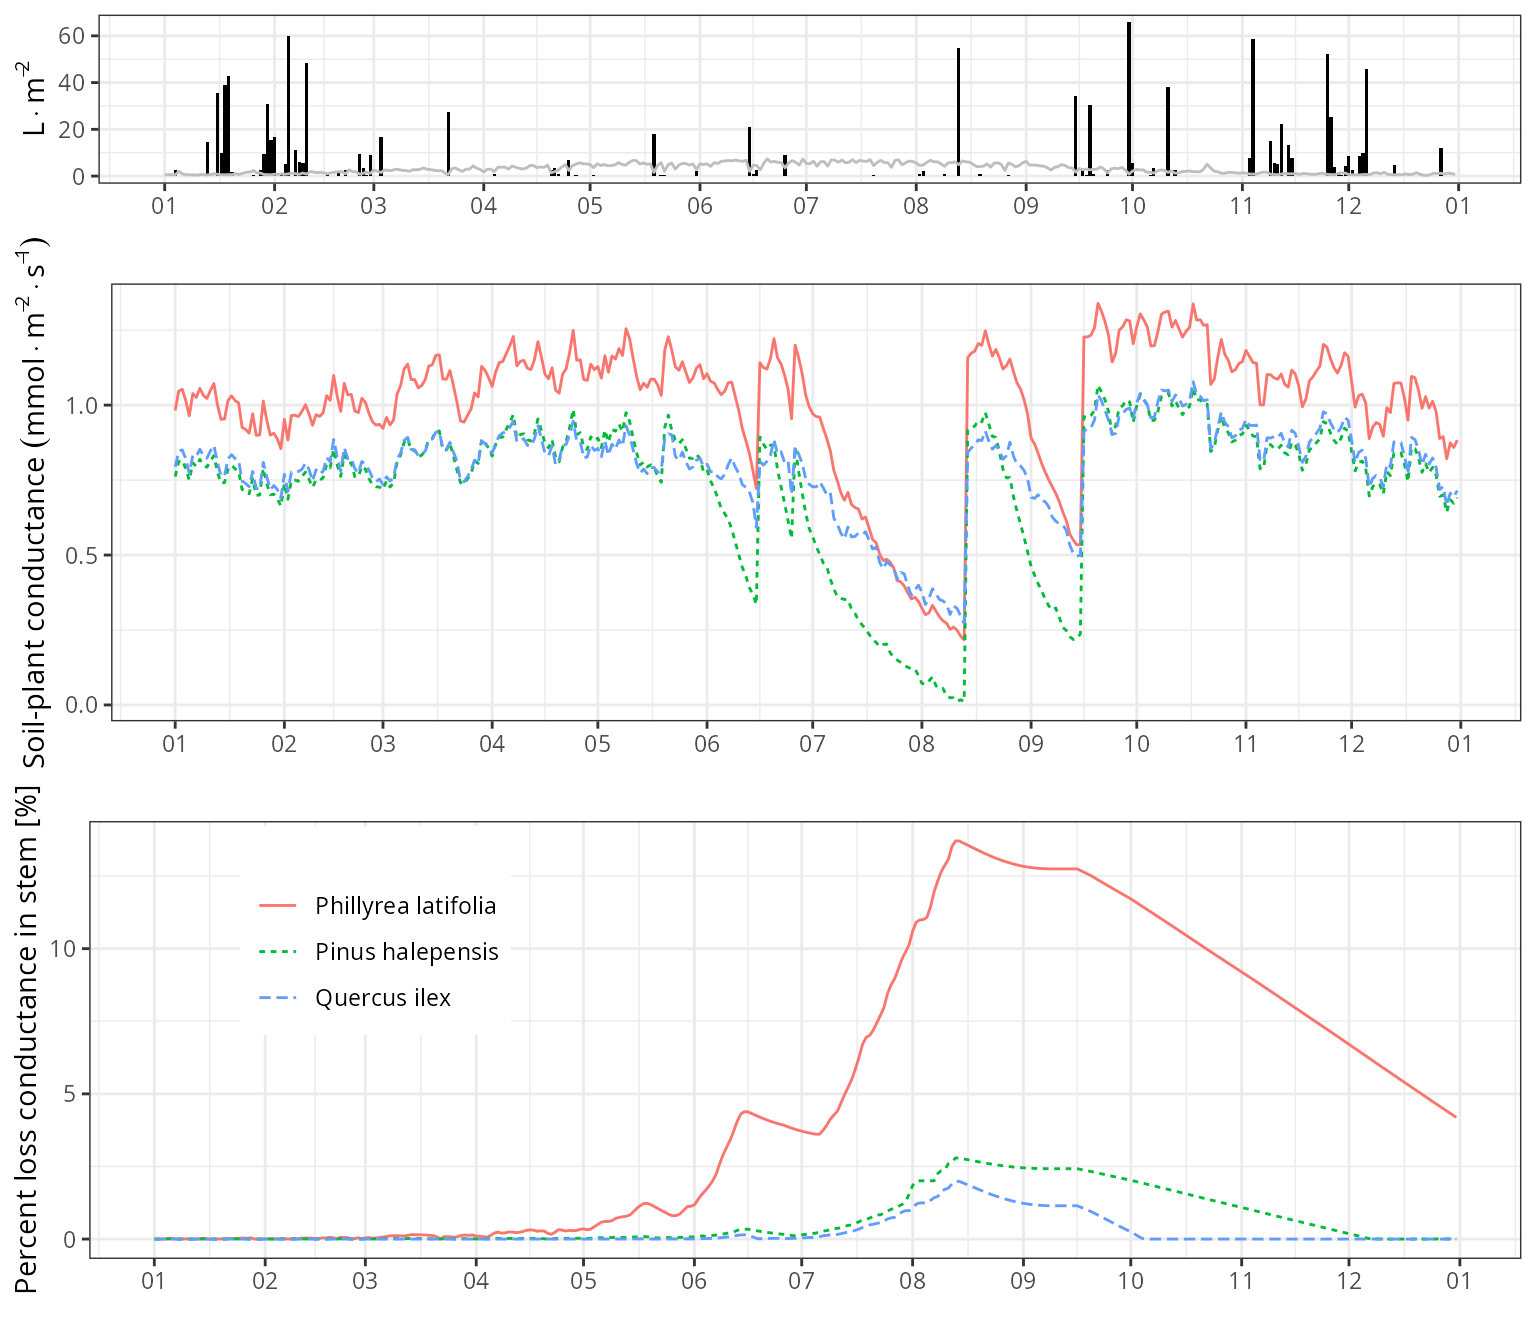 L · m⁻²
60
40
20
0
01 02 03 04 05 06 07 08 09 10 11 12 01
Soil-plant conductance (mmol · m⁻² · s⁻¹)
1.0
0.5
0.0
01 02 03 04 05 06 07 08 09 10 11 12 01
Percent loss conductance in stem [%]
10
5
0
Phillyrea latifolia
Pinus halepensis
Quercus ilex
01 02 03 04 05 06 07 08 09 10 11 12 01